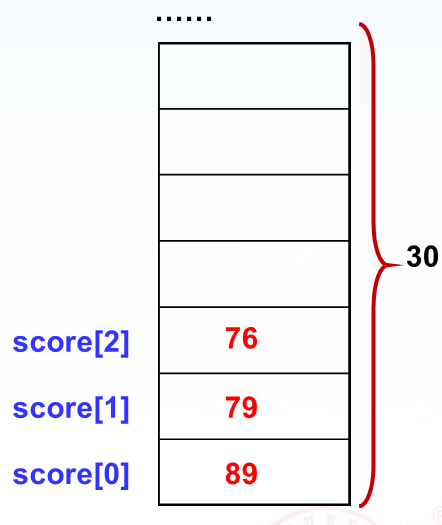 ......
30
score[2] 76
score[1] 79
score[0] 89